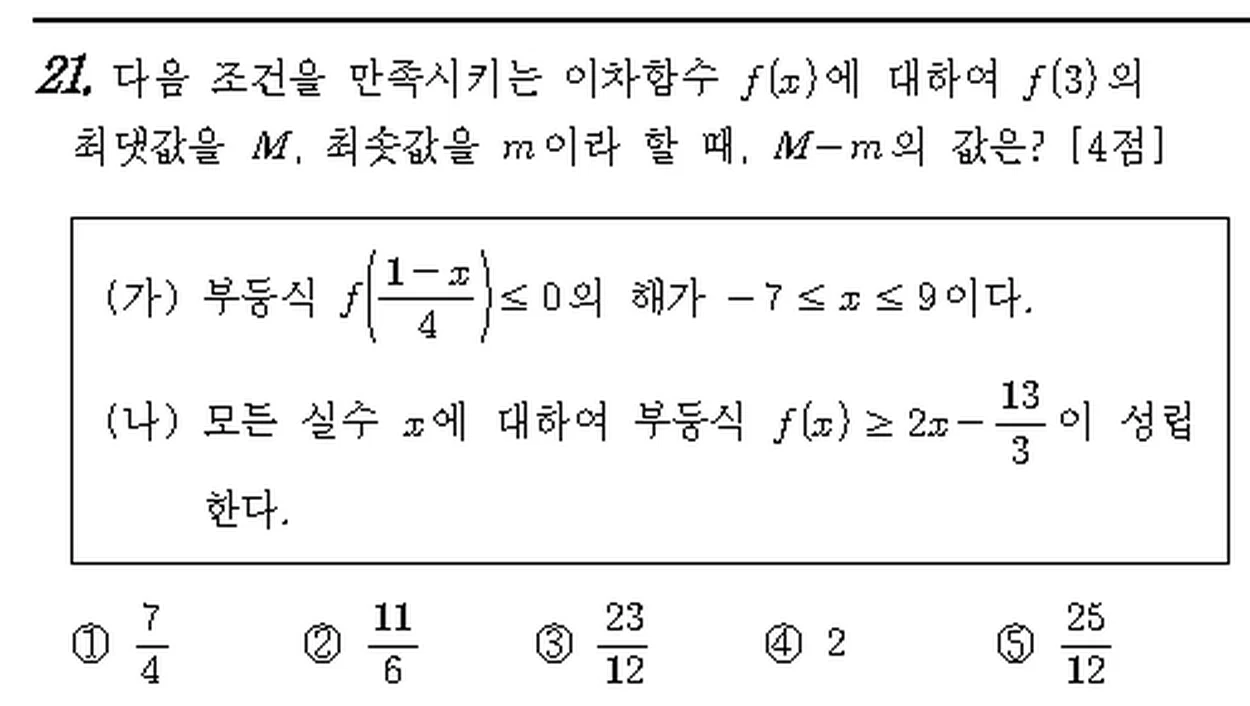 21. 다음 조건을 만족시키는 이차함수 f(x)에 대하여 f(3)의
최댓값을 M, 최솟값을 m이라 할 때, M-m의 값은? [4점]
(가) 부등식 f((1-x)/4) ≤ 0의 해가 -7 ≤ x ≤ 9이다.
(나) 모든 실수 x에 대하여 부등식 f(x) ≥ 2x - 13/3 이 성립
한다.
① 7/4 ② 11/6 ③ 23/12 ④ 2 ⑤ 25/12